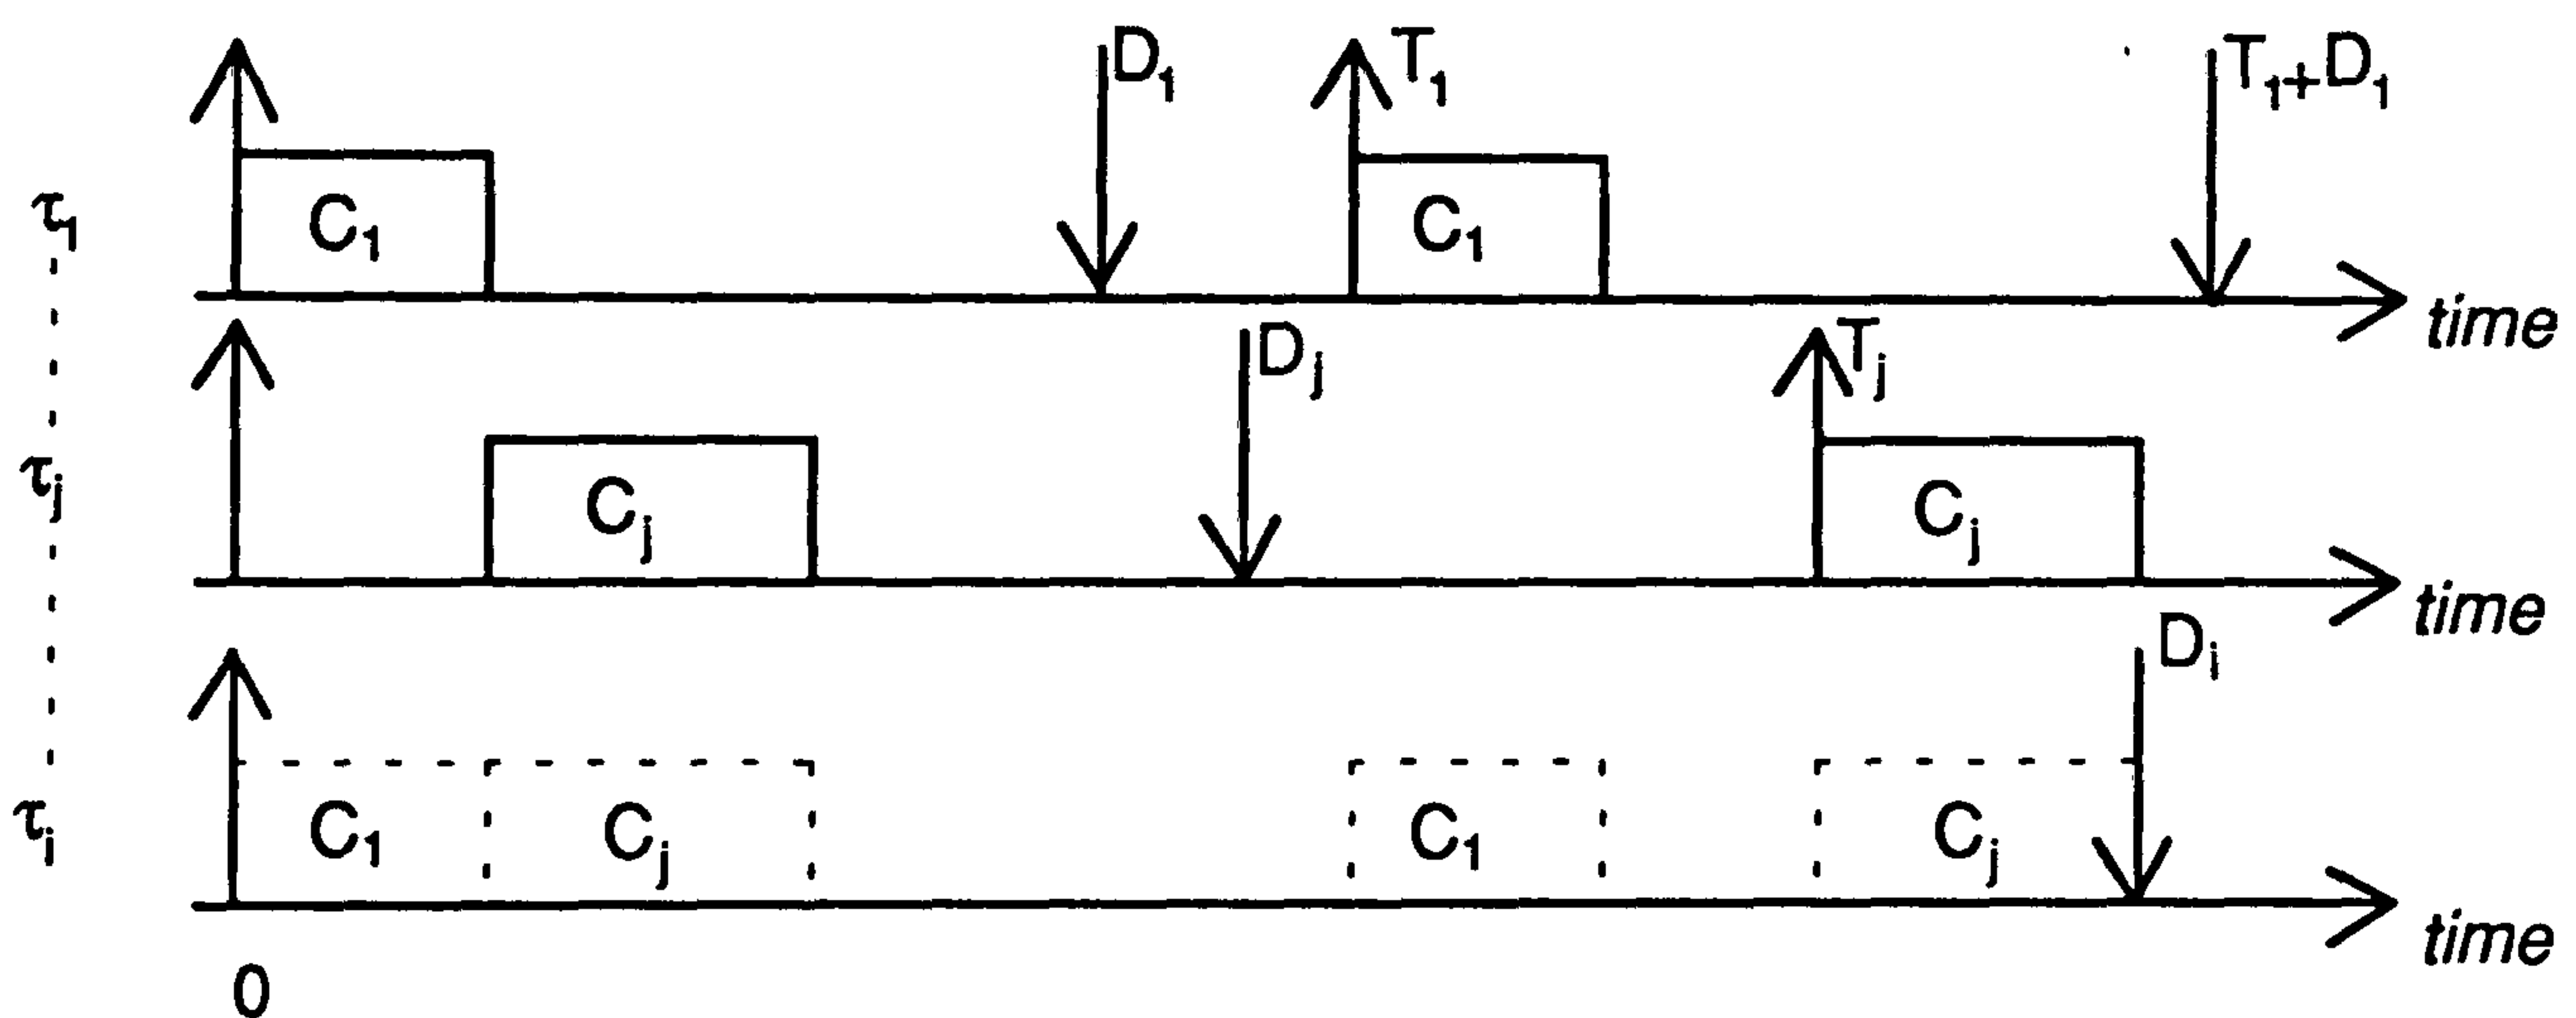 D₁ T₁ T₁+D₁
τ₁ C₁ C₁
time
Dⱼ Tⱼ
τⱼ Cⱼ Cⱼ
time
Dᵢ
τᵢ C₁ Cⱼ C₁ Cⱼ
time
0